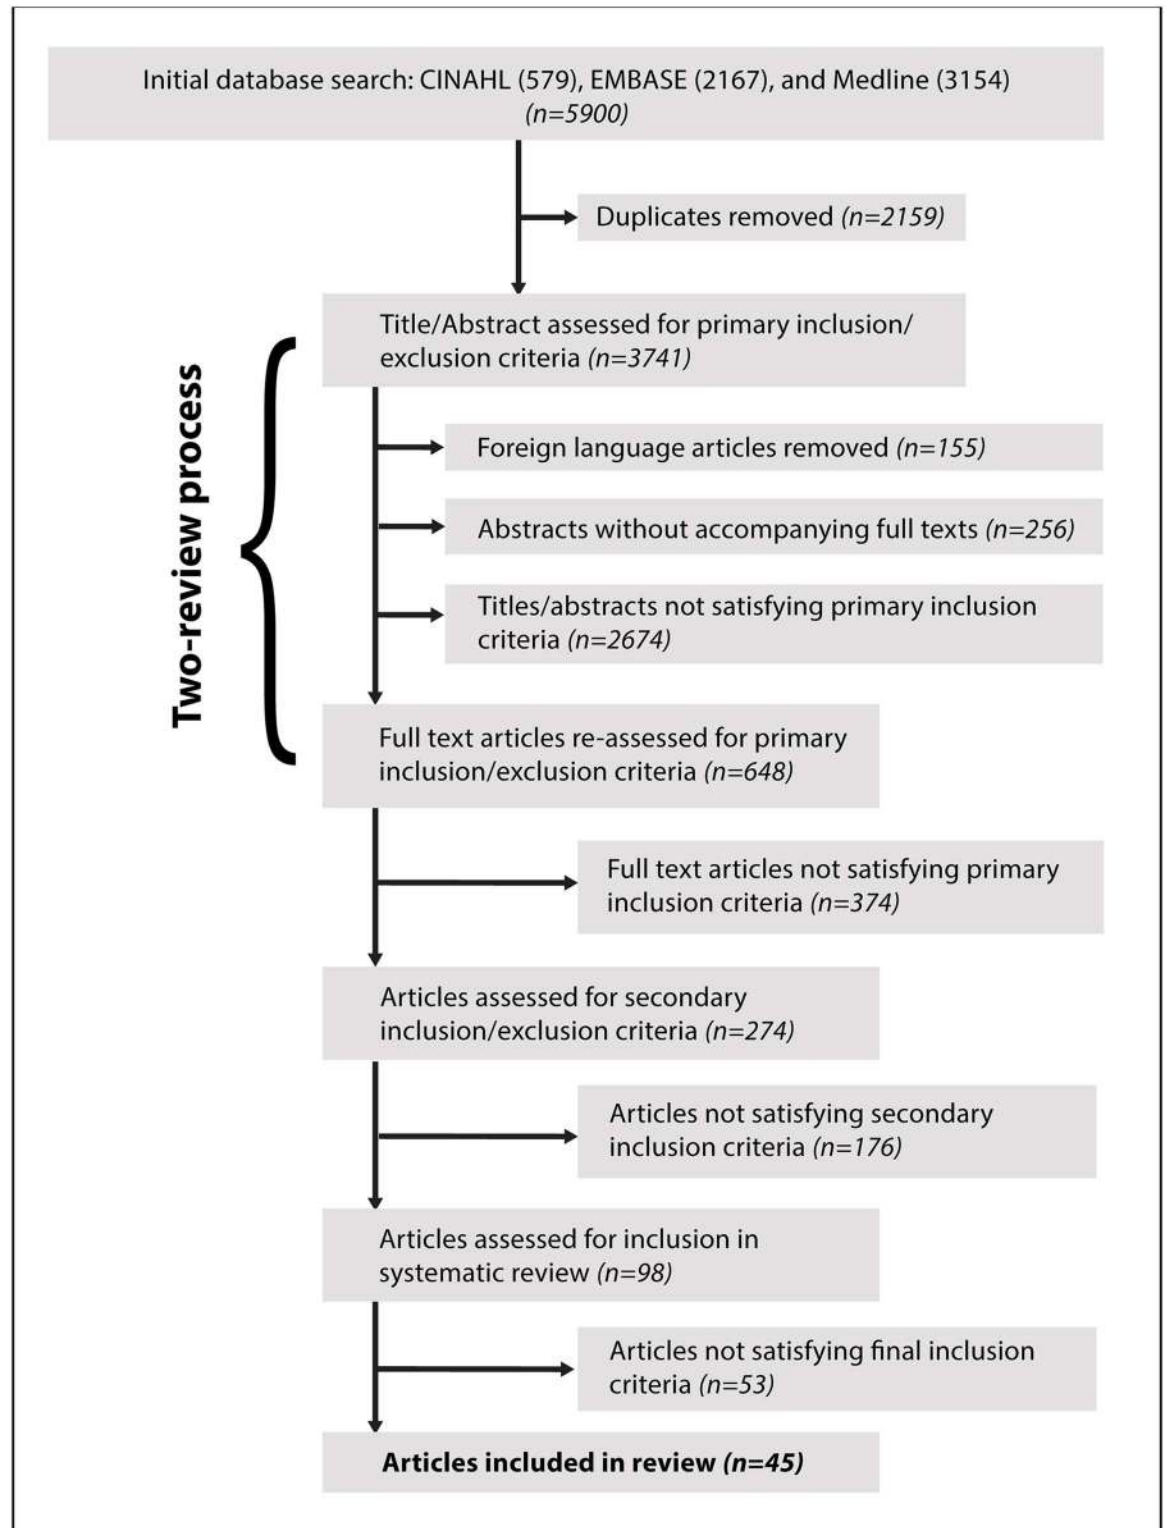 Initial database search: CINAHL (579), EMBASE (2167), and Medline (3154)
(n=5900)
Duplicates removed (n=2159)
Title/Abstract assessed for primary inclusion/
exclusion criteria (n=3741)
Two-review process
Foreign language articles removed (n=155)
Abstracts without accompanying full texts (n=256)
Titles/abstracts not satisfying primary inclusion
criteria (n=2674)
Full text articles re-assessed for primary
inclusion/exclusion criteria (n=648)
Full text articles not satisfying primary
inclusion criteria (n=374)
Articles assessed for secondary
inclusion/exclusion criteria (n=274)
Articles not satisfying secondary
inclusion criteria (n=176)
Articles assessed for inclusion in
systematic review (n=98)
Articles not satisfying final inclusion
criteria (n=53)
Articles included in review (n=45)